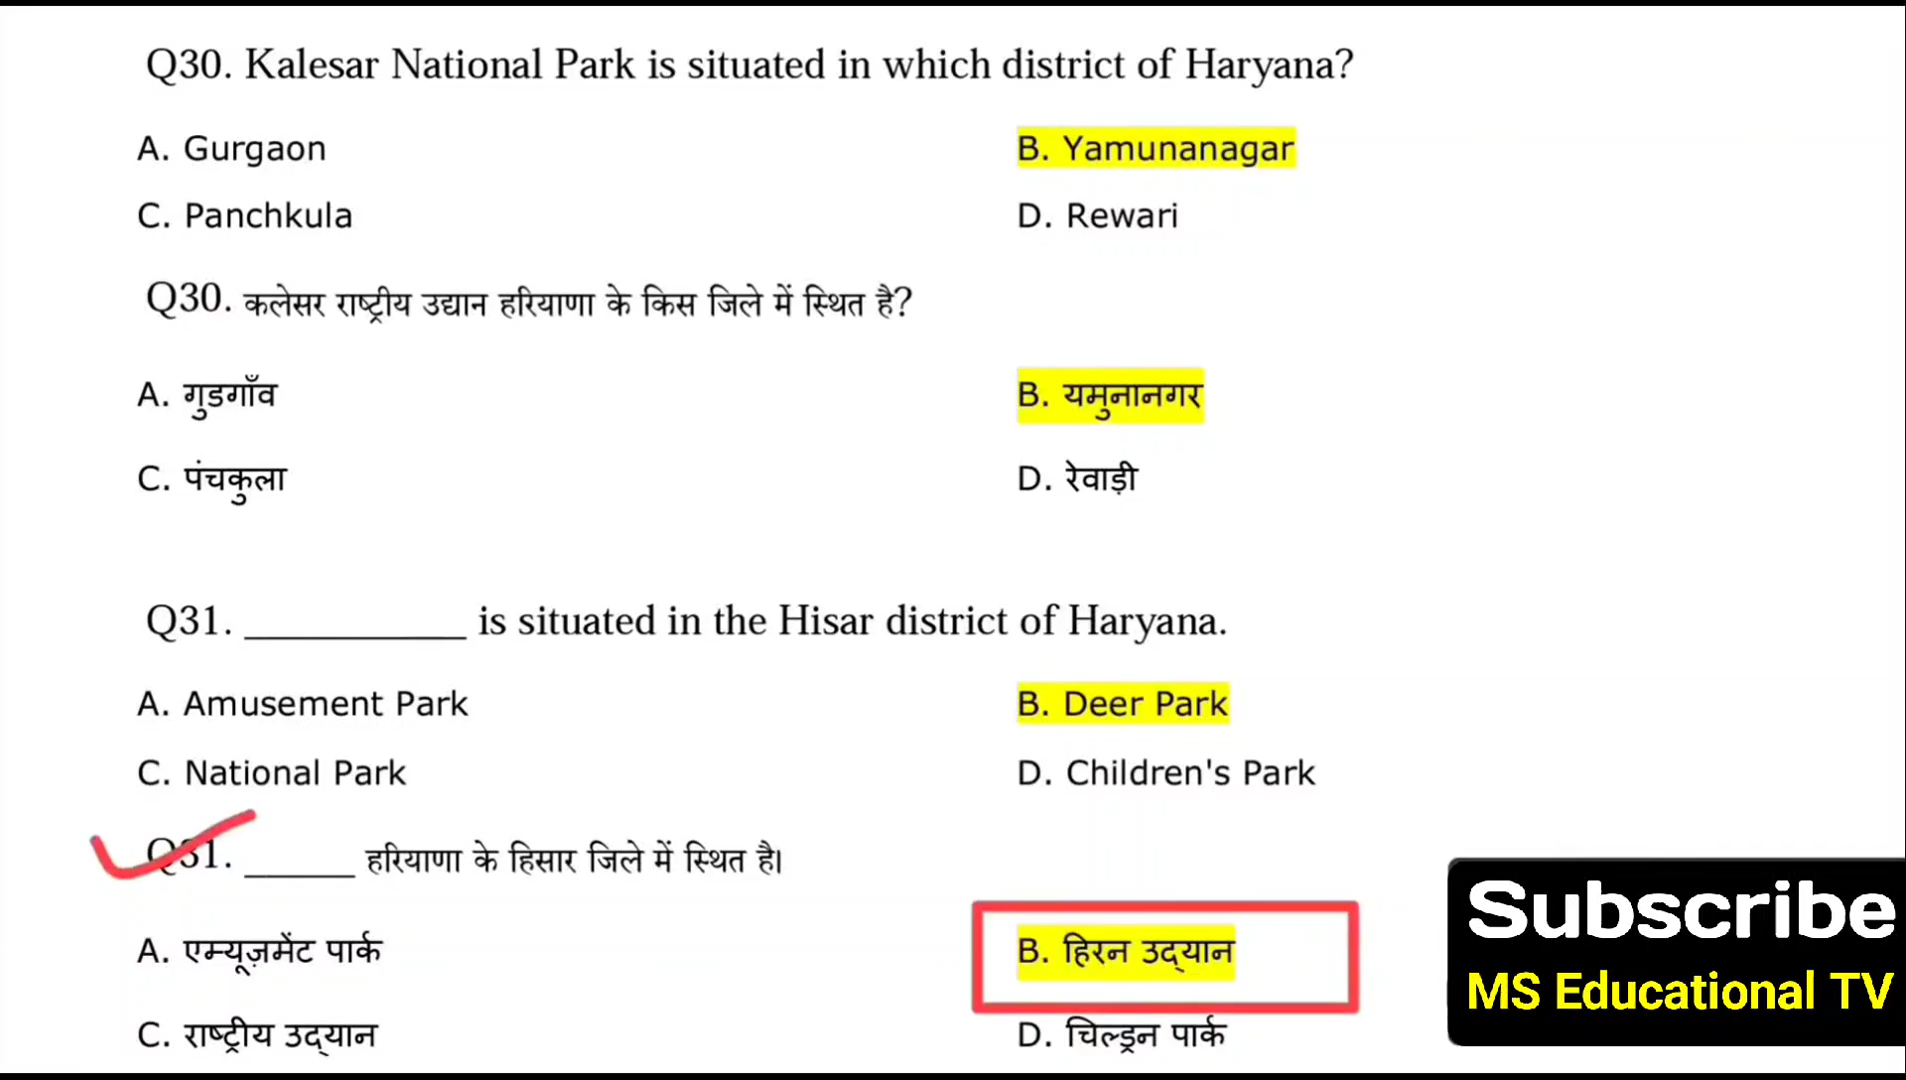 Q30. Kalesar National Park is situated in which district of Haryana?
A. Gurgaon B. Yamunanagar
C. Panchkula D. Rewari
Q30. कलेसर राष्ट्रीय उद्यान हरियाणा के किस जिले में स्थित है?
A. गुडगाँव B. यमुनानगर
C. पंचकुला D. रेवाड़ी
Q31. __________ is situated in the Hisar district of Haryana.
A. Amusement Park B. Deer Park
C. National Park D. Children's Park
Q31. _____ हरियाणा के हिसार जिले में स्थित है।
A. एम्यूज़मेंट पार्क B. हिरन उद्‌यान
C. राष्ट्रीय उद्‌यान D. चिल्ड्रन पार्क
Subscribe
MS Educational TV